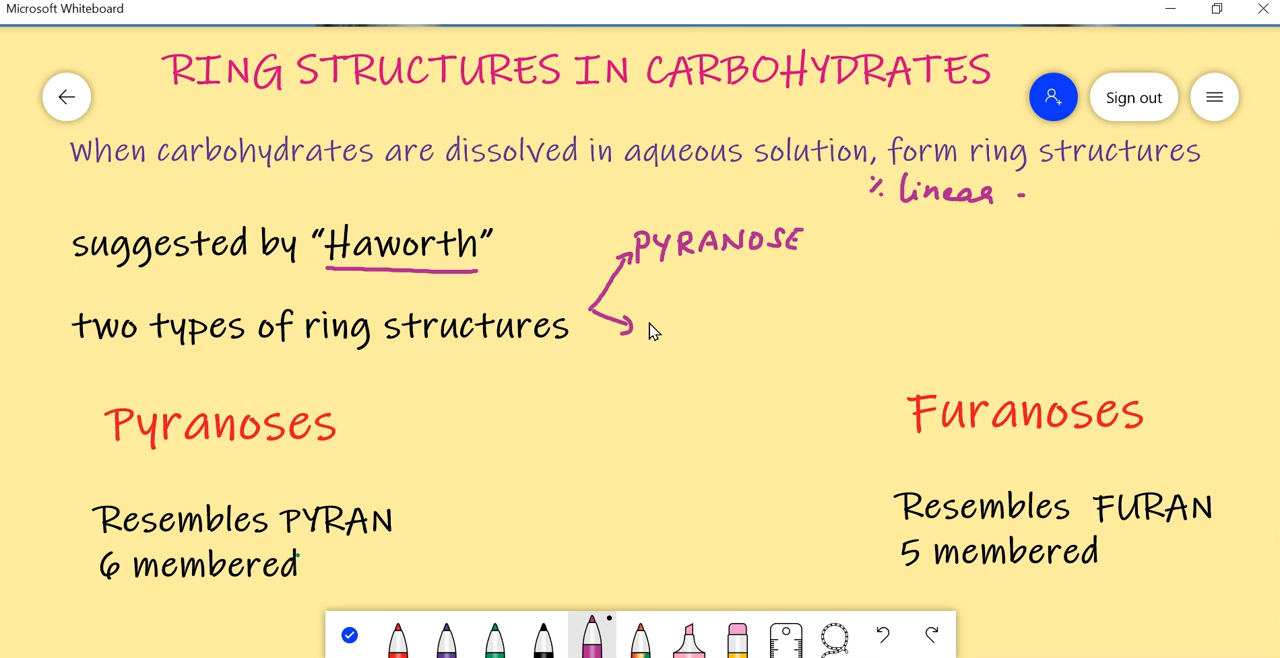 Microsoft Whiteboard
RING STRUCTURES IN CARBOHYDRATES
Sign out
When carbohydrates are dissolved in aqueous solution, form ring structures
% linear -
suggested by "Haworth"
PYRANOSE
two types of ring structures
Pyranoses
Furanoses
Resembles PYRAN
6 membered
Resembles FURAN
5 membered